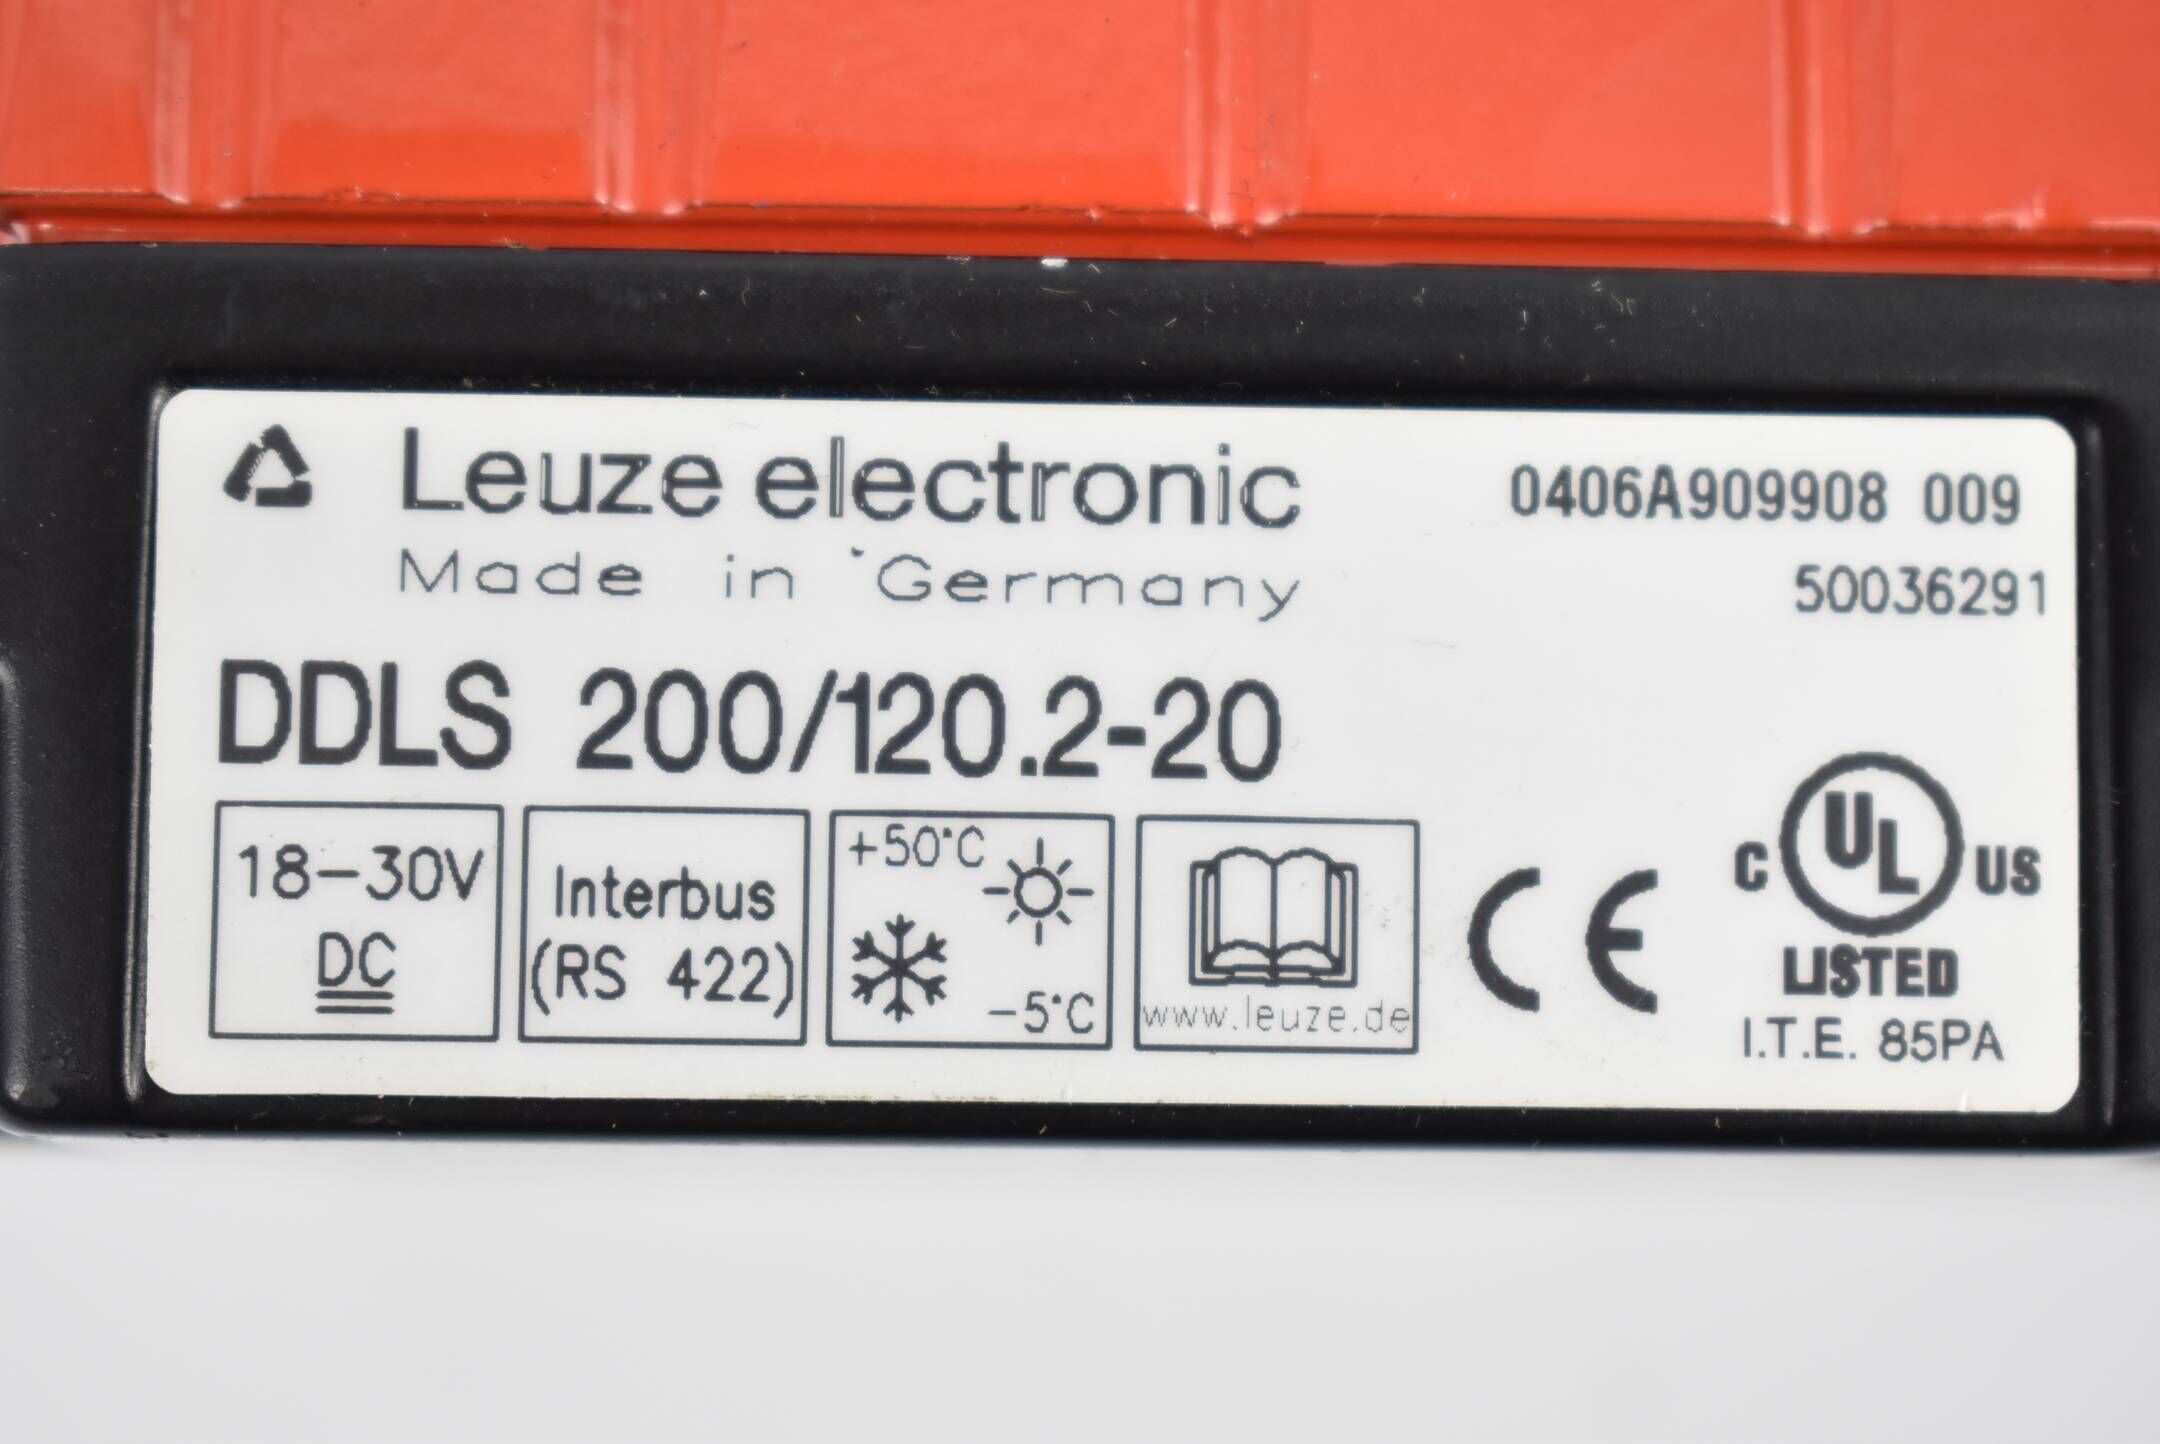 Leuze electronic
Made in Germany
0406A909908 009
50036291
DDLS 200/120.2-20
18-30V
DC
Interbus
(RS 422)
+50°C
-5°C
www.leuze.de
CE
C UL US
LISTED
I.T.E. 85PA